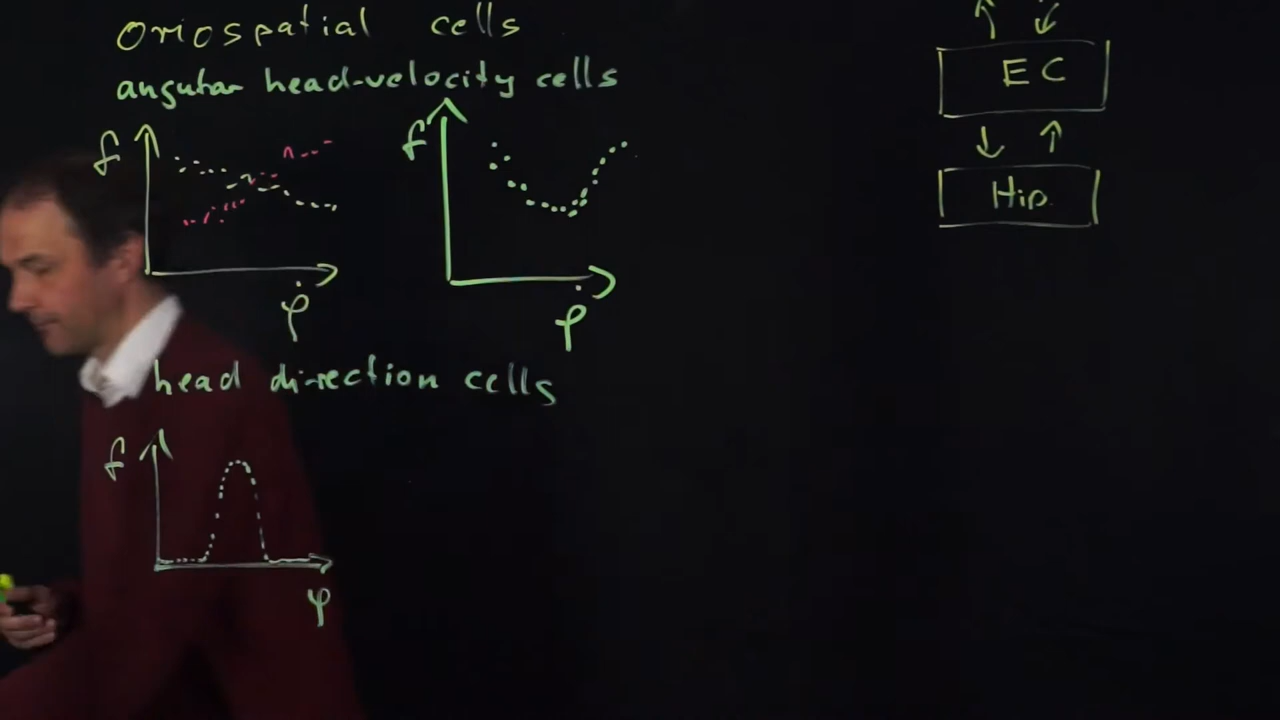 Oriospatial cells
angular head-velocity cells
f
φ̇
f
φ̇
head direction cells
f
φ
EC
Hip.